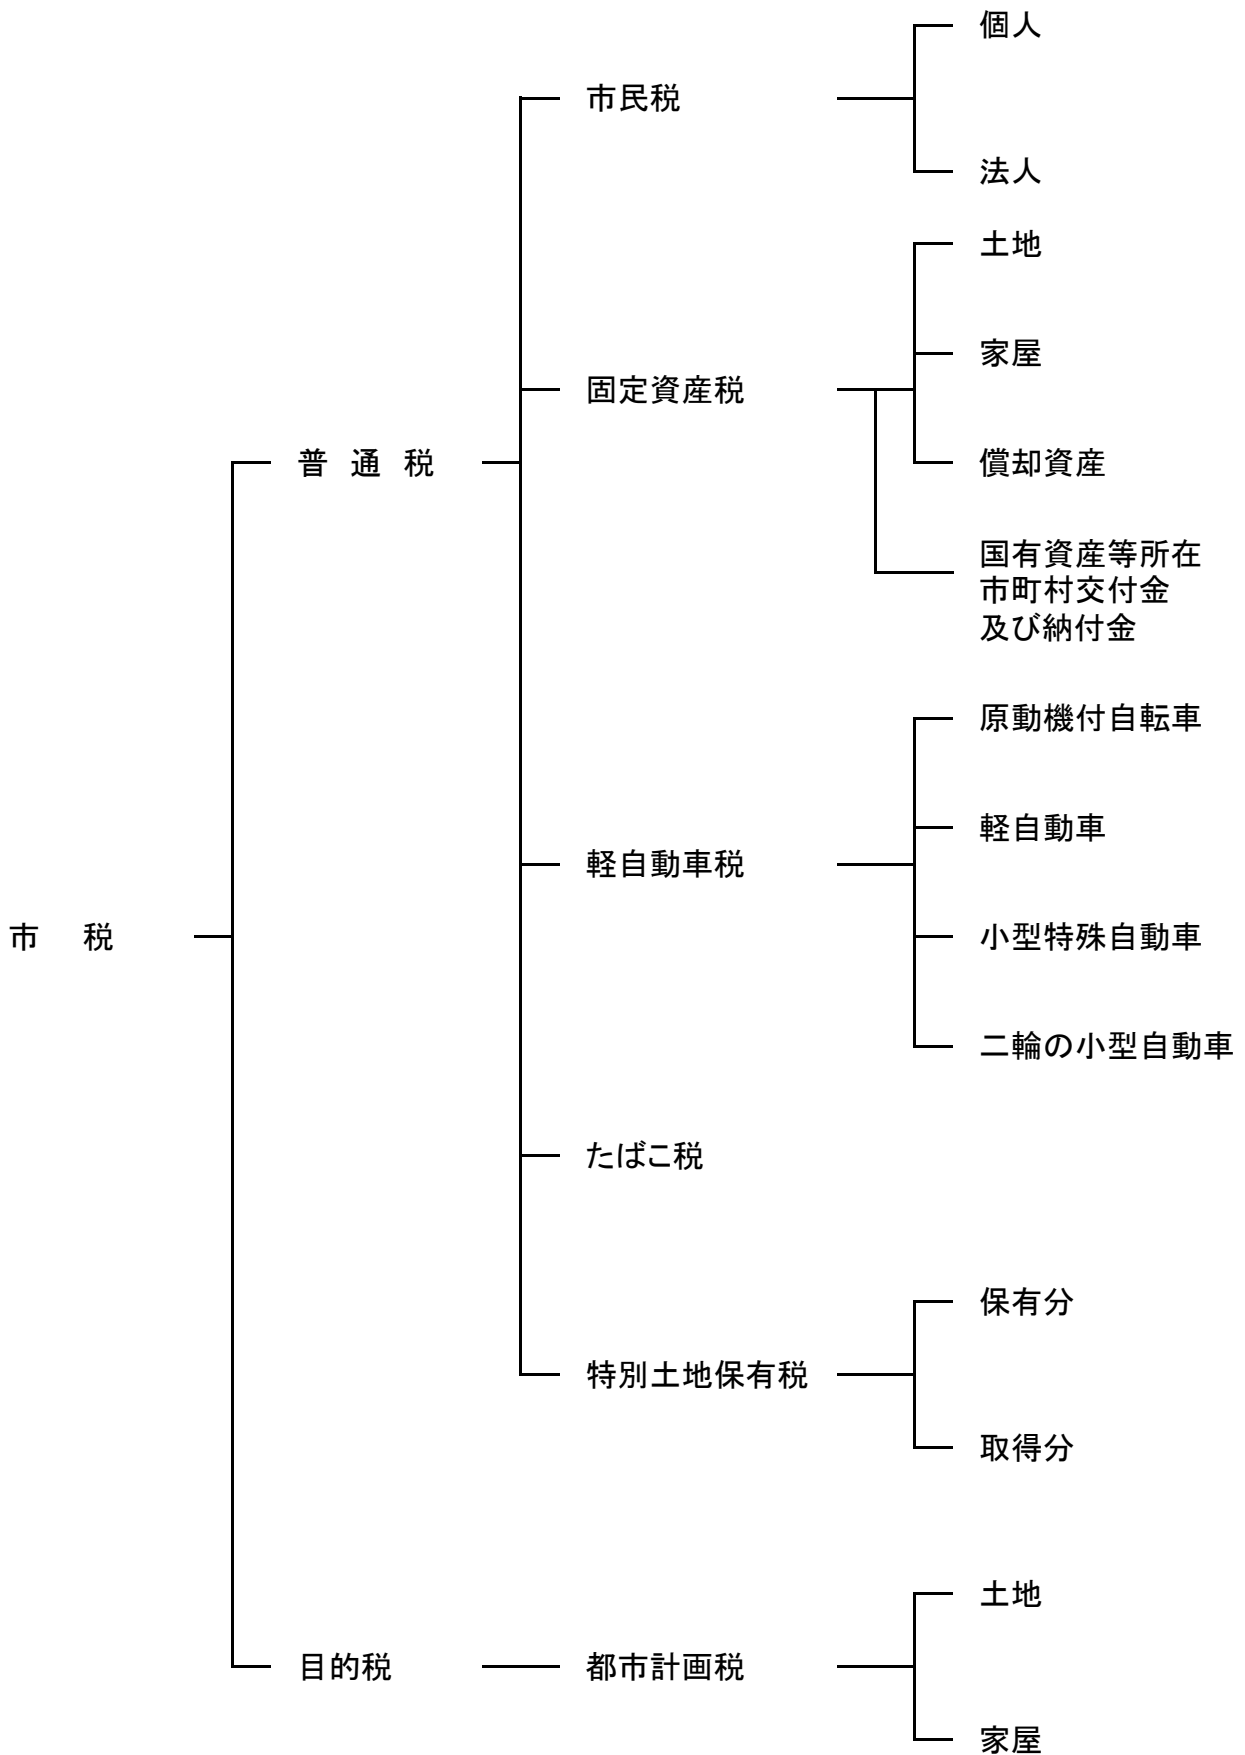 個人
市民税
法人
土地
家屋
固定資産税
普 通 税
償却資産
国有資産等所在
市町村交付金
及び納付金
原動機付自転車
軽自動車
軽自動車税
市 税
小型特殊自動車
二輪の小型自動車
たばこ税
保有分
特別土地保有税
取得分
土地
目的税
都市計画税
家屋